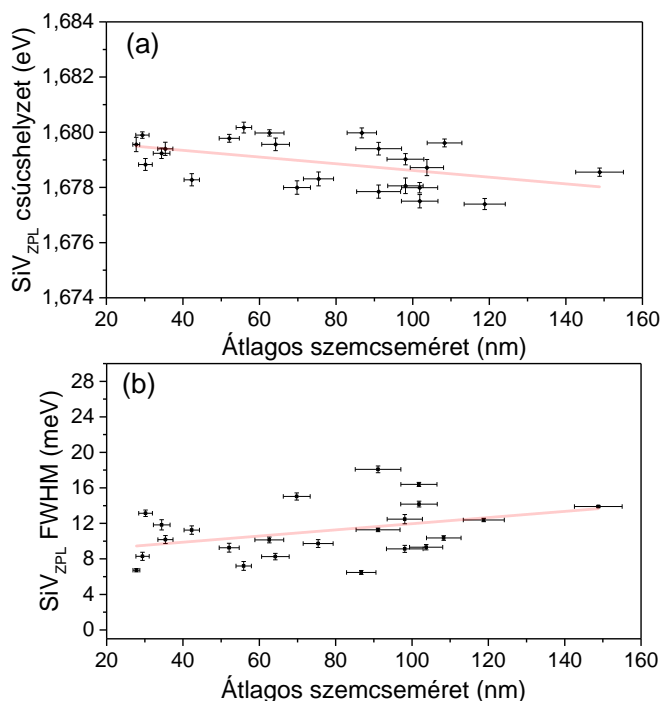 (a)
SiV_ZPL csúcshelyzet (eV)
1,684
1,682
1,680
1,678
1,676
1,674
20 40 60 80 100 120 140 160
Átlagos szemcseméret (nm)
(b)
SiV_ZPL FWHM (meV)
28
24
20
16
12
8
4
0
20 40 60 80 100 120 140 160
Átlagos szemcseméret (nm)